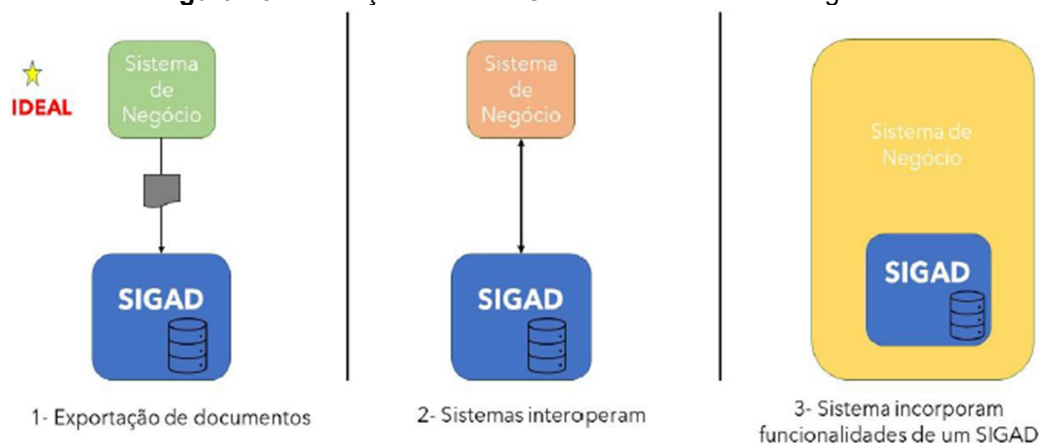 IDEAL
Sistema
de
Negócio
SIGAD
1- Exportação de documentos
Sistema
de
Negócio
SIGAD
2- Sistemas interoperam
Sistema de
Negócio
SIGAD
3- Sistema incorporam
funcionalidades de um SIGAD